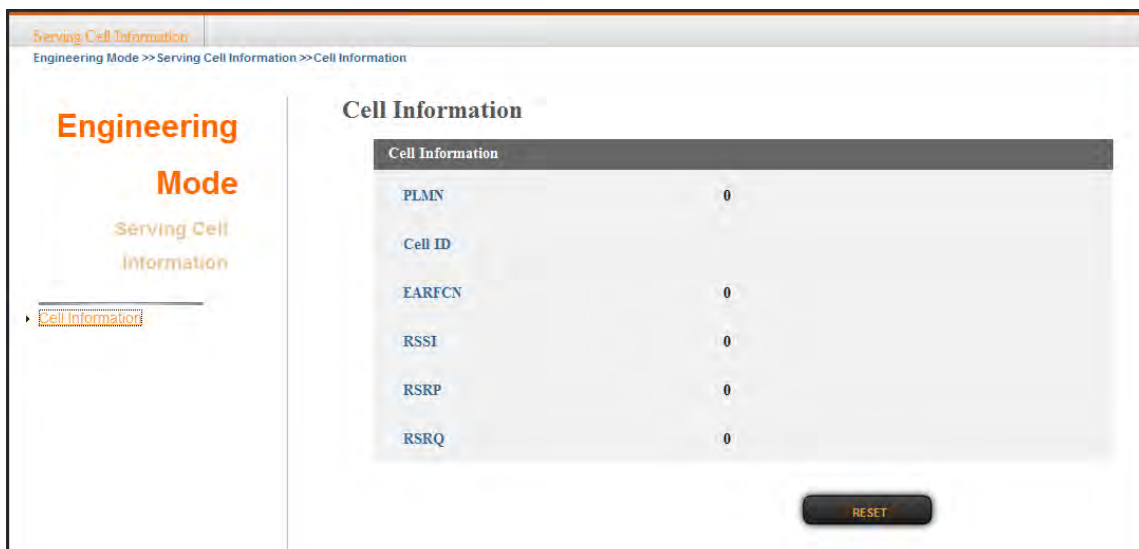 Serving Cell Information
Engineering Mode >> Serving Cell Information >> Cell Information
Engineering
Mode
Serving Cell
Information
Cell Information
Cell Information
Cell Information
PLMN 0
Cell ID
EARFCN 0
RSSI 0
RSRP 0
RSRQ 0
RESET